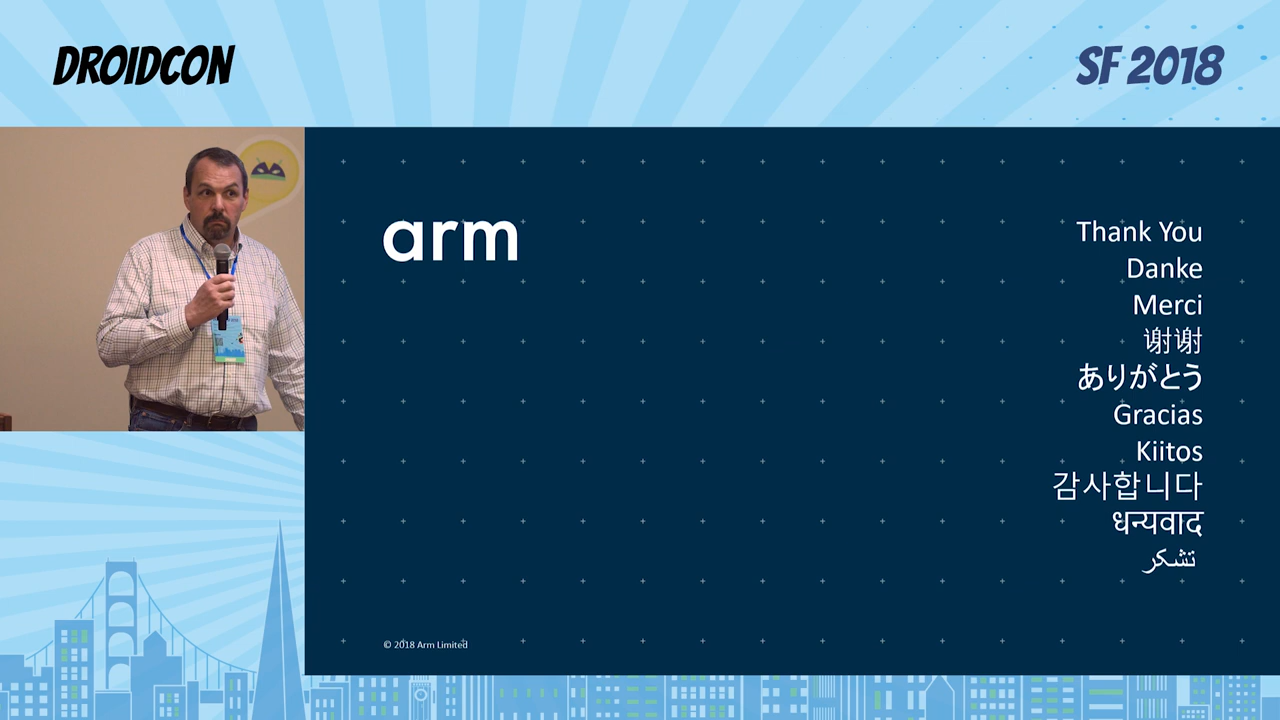 DROIDCON
SF 2018
arm
Thank You
Danke
Merci
谢谢
ありがとう
Gracias
Kiitos
감사합니다
धन्यवाद
تشكر
© 2018 Arm Limited